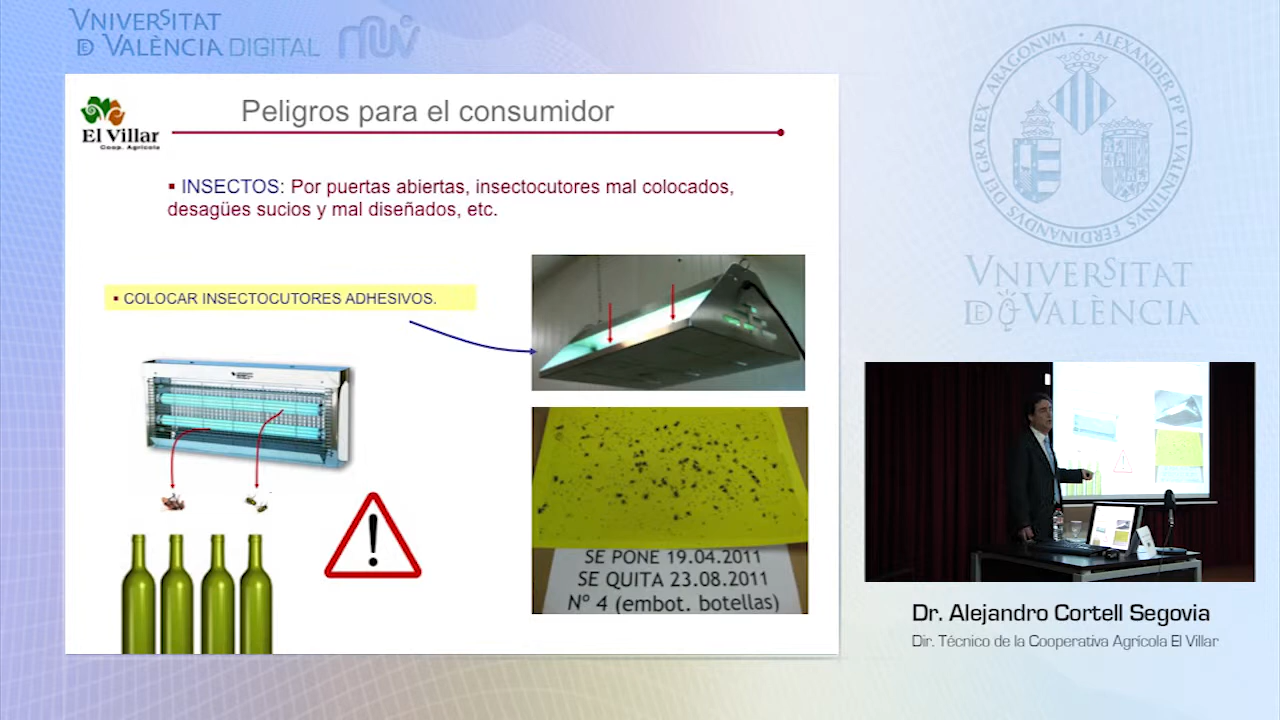 VNIVERSITAT
DE VALÈNCIA DIGITAL
El Villar
Coop. Agrícola
Peligros para el consumidor
▪ INSECTOS: Por puertas abiertas, insectocutores mal colocados,
desagües sucios y mal diseñados, etc.
▪ COLOCAR INSECTOCUTORES ADHESIVOS.
SE PONE 19.04.2011
SE QUITA 23.08.2011
Nº 4 (embot. botellas)
VNIVERSITAT
DE VALÈNCIA
Dr. Alejandro Cortell Segovia
Dir. Técnico de la Cooperativa Agrícola El Villar